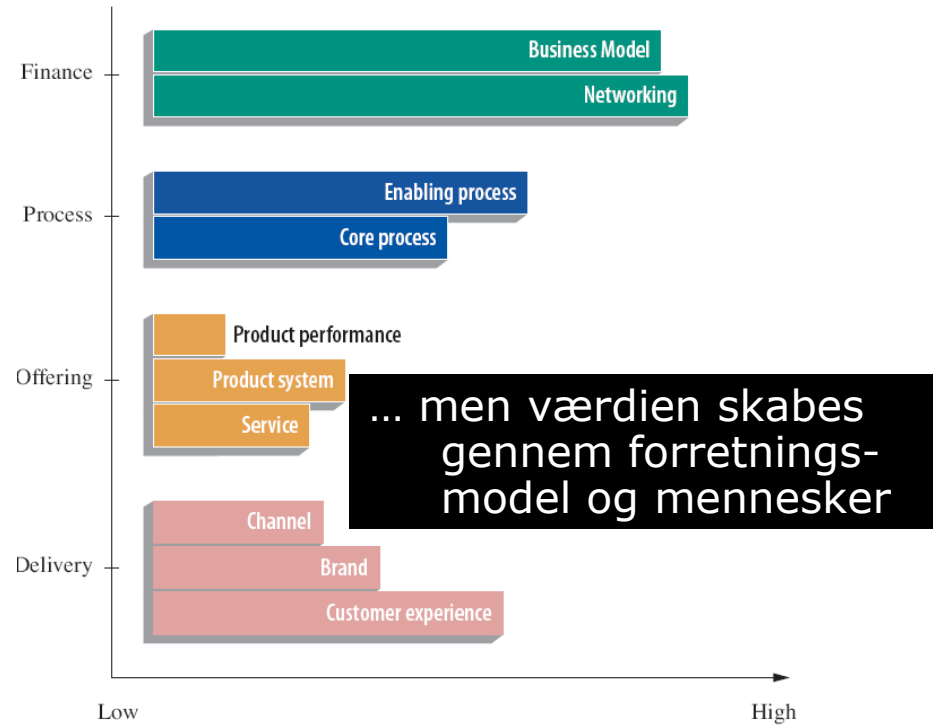 Business Model
Finance
Networking
Enabling process
Process
Core process
Product performance
Offering
Product system
Service
… men værdien skabes
gennem forretnings-
model og mennesker
Channel
Delivery
Brand
Customer experience
Low
High